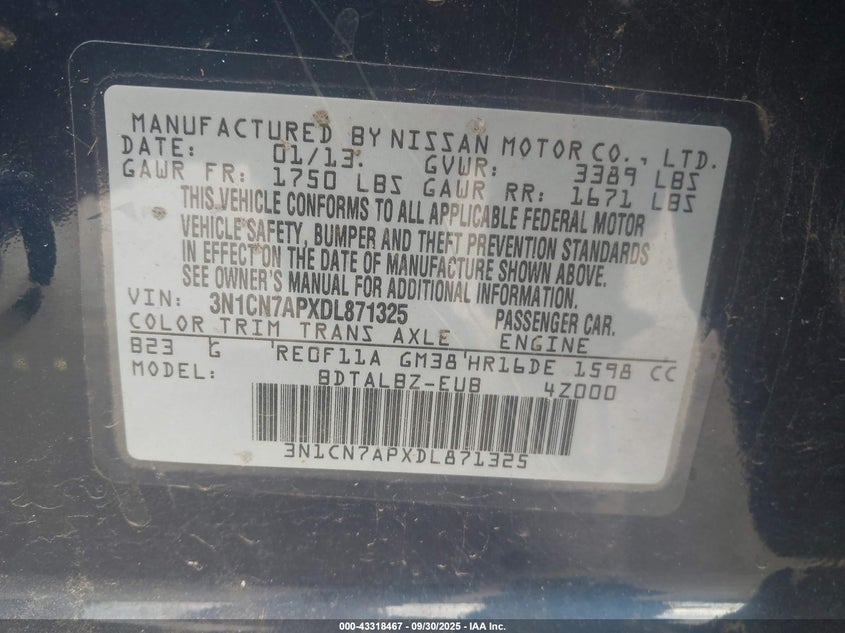 MANUFACTURED BY NISSAN MOTOR CO., LTD.
DATE: 01/13. GVWR: 3389 LBS
GAWR FR: 1750 LBS GAWR RR: 1671 LBS
THIS VEHICLE CONFORMS TO ALL APPLICABLE FEDERAL MOTOR
VEHICLE SAFETY, BUMPER AND THEFT PREVENTION STANDARDS
IN EFFECT ON THE DATE OF MANUFACTURE SHOWN ABOVE.
SEE OWNER'S MANUAL FOR ADDITIONAL INFORMATION.
VIN: 3N1CN7APXDL871325 PASSENGER CAR.
COLOR TRIM TRANS AXLE ENGINE
B23 G 'RE0F11A GM38'HR16DE 1598 CC
MODEL: BDTALBZ-EUB 4Z000
3N1CN7APXDL871325
000-43318467 - 09/30/2025 - IAA Inc.